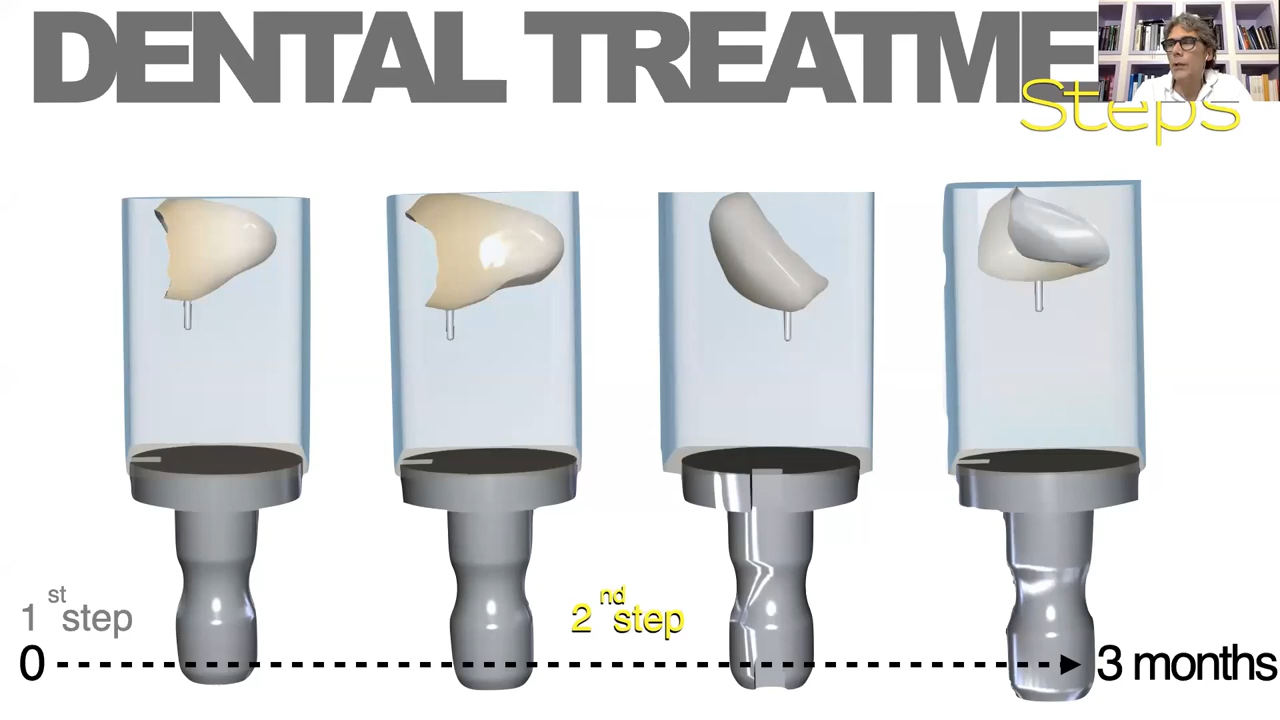 DENTAL TREATME
Steps
1st step
2nd step
0
3 months